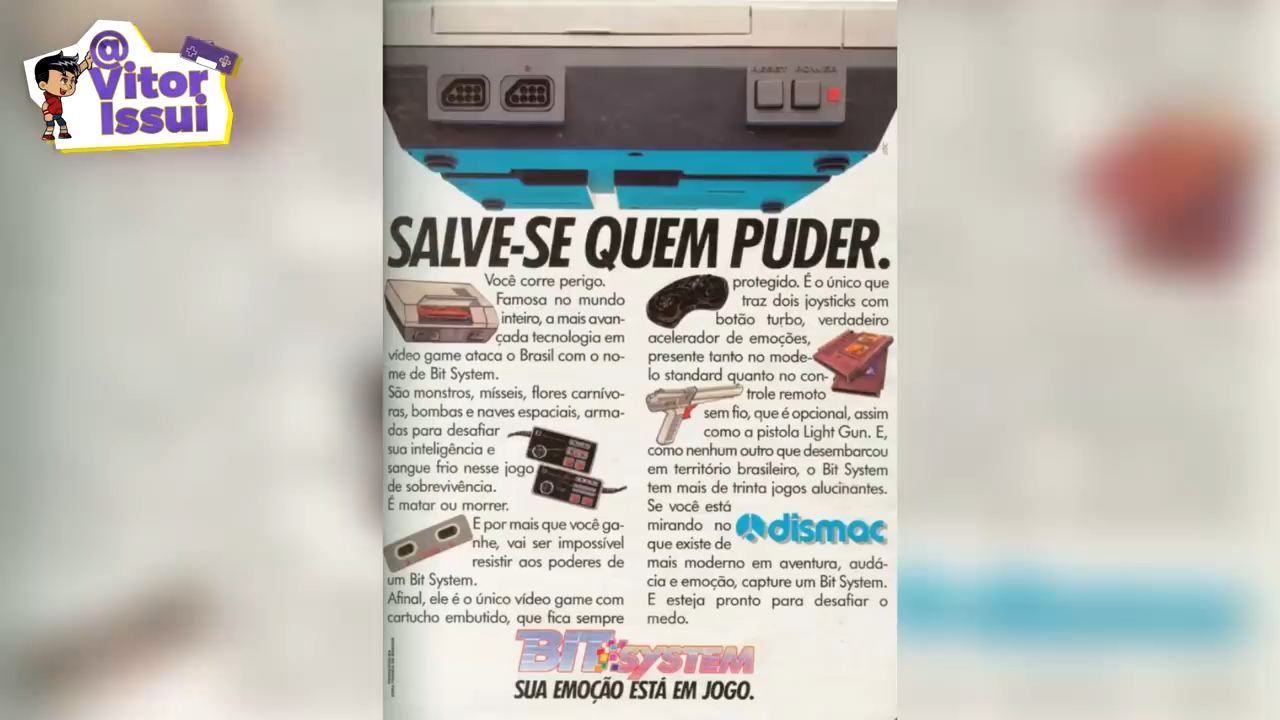 @
Vitor
Issui
2
RESET POWER
SALVE-SE QUEM PUDER.
Você corre perigo.
Famosa no mundo
inteiro, a mais avan-
çada tecnologia em
vídeo game ataca o Brasil com o no-
me de Bit System.
São monstros, mísseis, flores carnívo-
ras, bombas e naves espaciais, arma-
das para desafiar
sua inteligência e
sangue frio nesse jogo
de sobrevivência.
É matar ou morrer.
E por mais que você ga-
nhe, vai ser impossível
resistir aos poderes de
um Bit System.
Afinal, ele é o único vídeo game com
cartucho embutido, que fica sempre
protegido. É o único que
traz dois joysticks com
botão turbo, verdadeiro
acelerador de emoções,
presente tanto no mode-
lo standard quanto no con-
trole remoto
sem fio, que é opcional, assim
como a pistola Light Gun. E,
como nenhum outro que desembarcou
em território brasileiro, o Bit System
tem mais de trinta jogos alucinantes.
Se você está
mirando no
que existe de
mais moderno em aventura, audá-
cia e emoção, capture um Bit System.
E esteja pronto para desafiar o
medo.
dismac
BIT SYSTEM
SUA EMOÇÃO ESTÁ EM JOGO.